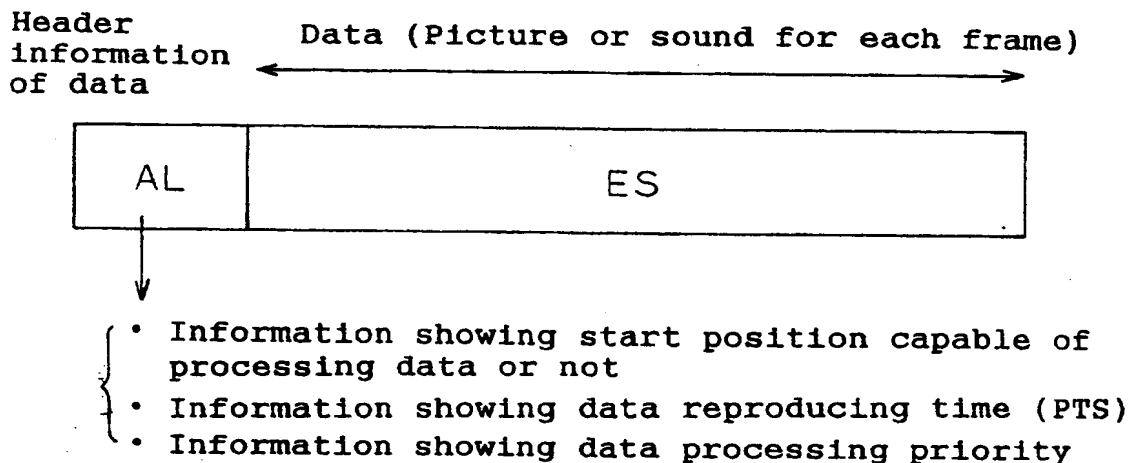 Header
information
of data
Data (Picture or sound for each frame)
AL
ES
• Information showing start position capable of
processing data or not
• Information showing data reproducing time (PTS)
• Information showing data processing priority